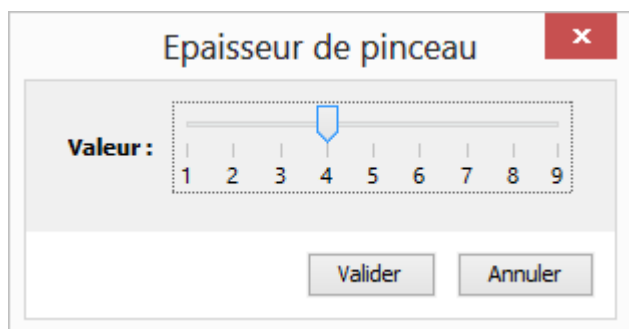 Epaisseur de pinceau
Valeur :
1 2 3 4 5 6 7 8 9
Valider Annuler